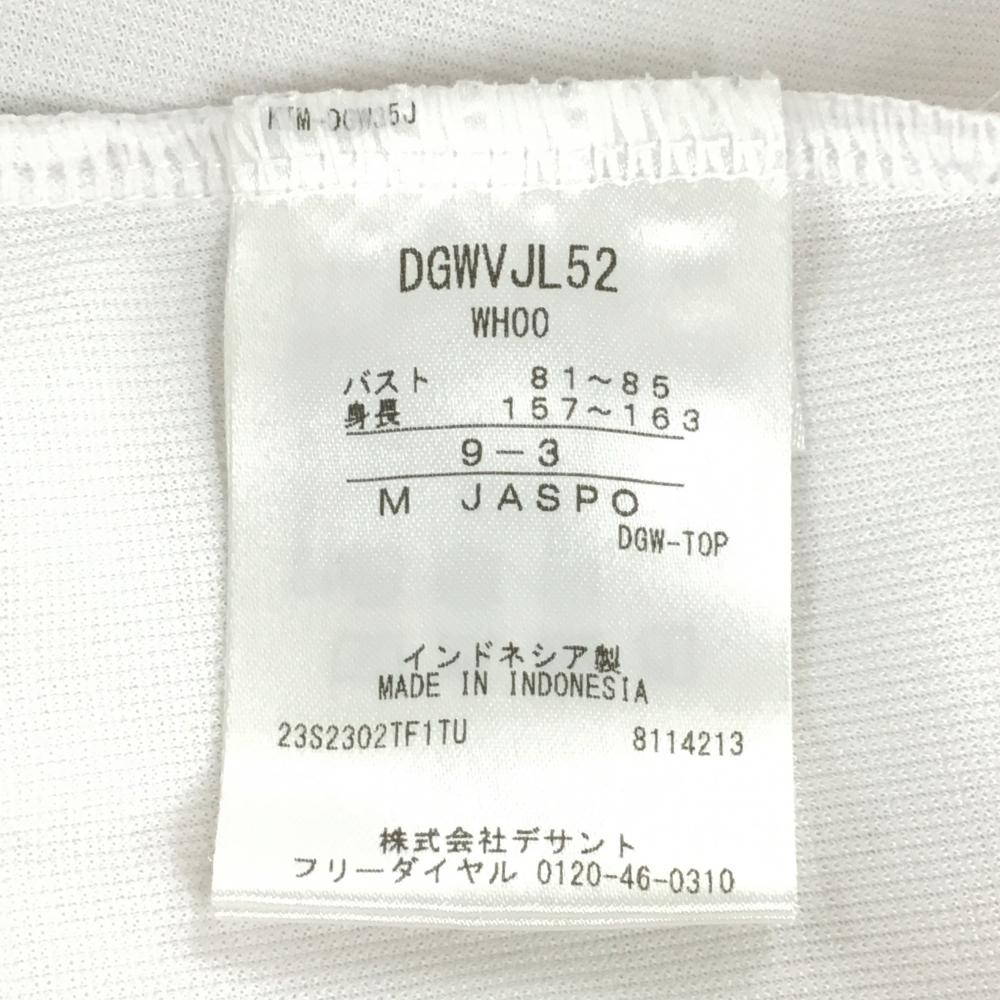 DGWVJL52
WH00
バスト 81～85
身長 157～163
9-3
M JASPO
DGW-TOP
インドネシア製
MADE IN INDONESIA
23S2302TF1TU 8114213
株式会社デサント
フリーダイヤル 0120-46-0310